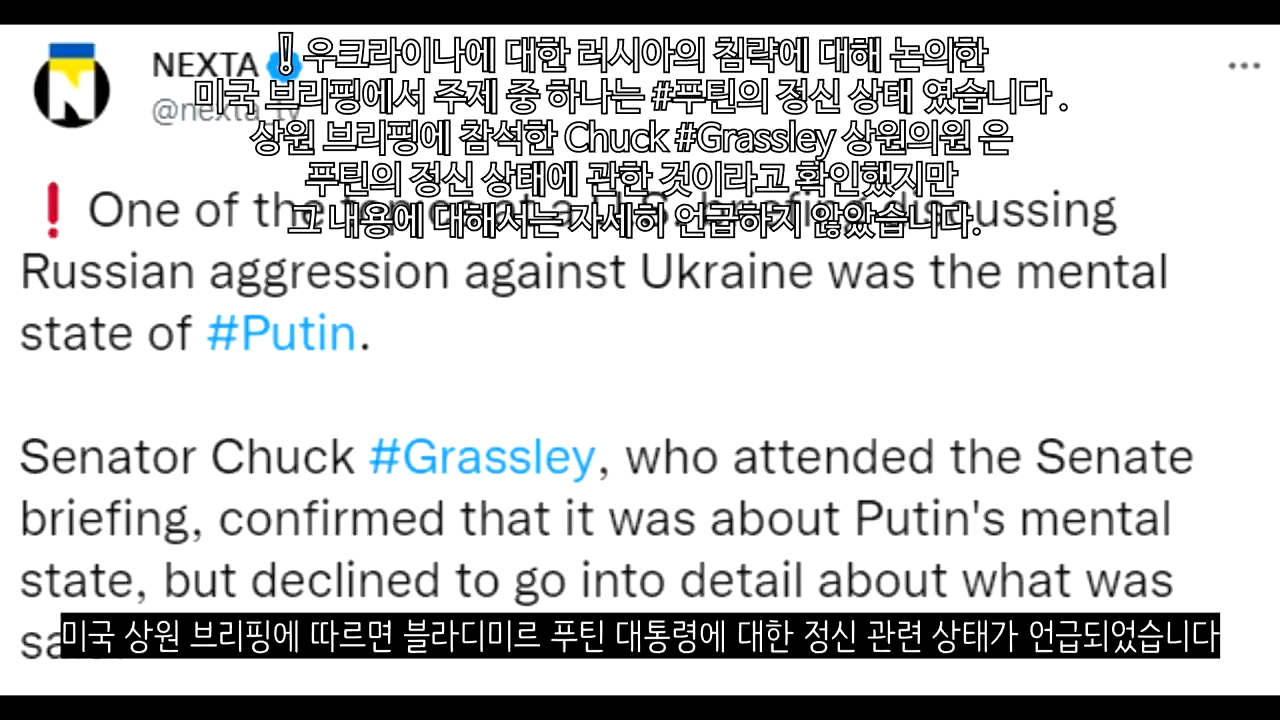 NEXTA
@nexta_tv
❗우크라이나에 대한 러시아의 침략에 대해 논의한
미국 브리핑에서 주제 중 하나는 #푸틴의 정신 상태 였습니다 .
상원 브리핑에 참석한 Chuck #Grassley 상원의원 은
푸틴의 정신 상태에 관한 것이라고 확인했지만
그 내용에 대해서는 자세히 언급하지 않았습니다.
❗ One of the topics at a U.S. briefing discussing
Russian aggression against Ukraine was the mental
state of #Putin.
Senator Chuck #Grassley, who attended the Senate
briefing, confirmed that it was about Putin's mental
state, but declined to go into detail about what was
미국 상원 브리핑에 따르면 블라디미르 푸틴 대통령에 대한 정신 관련 상태가 언급되었습니다